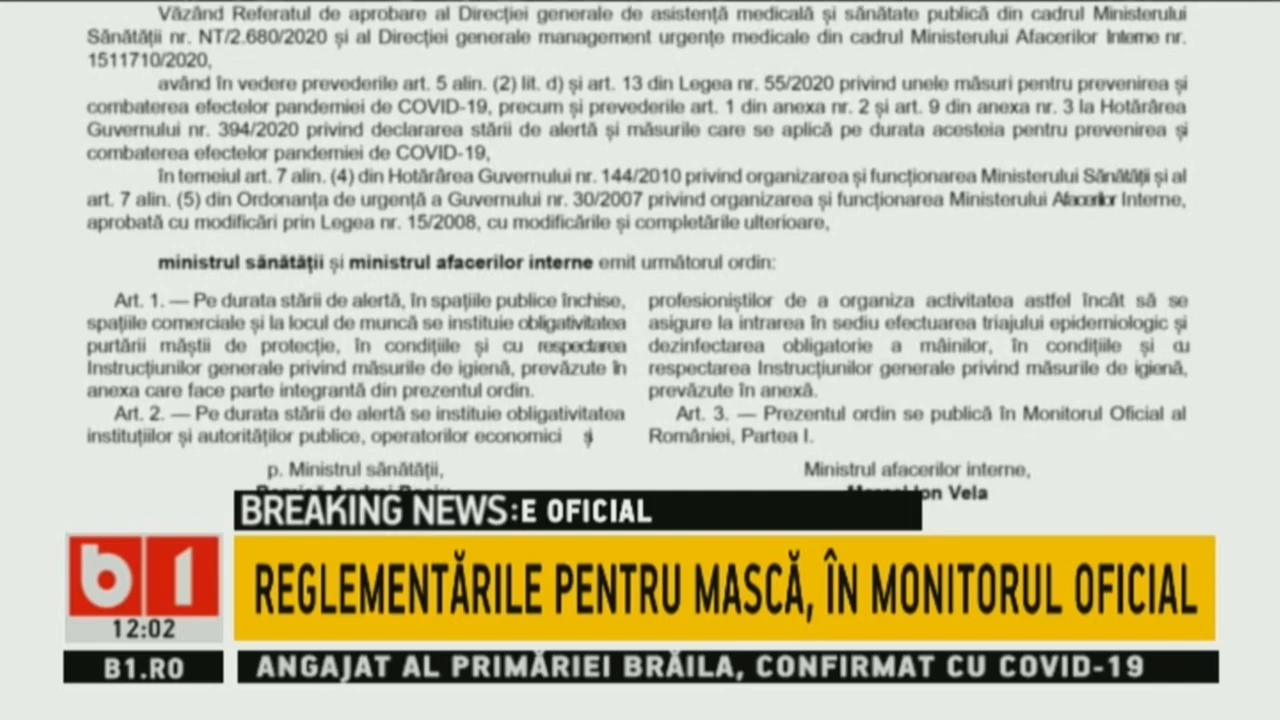 Văzând Referatul de aprobare al Direcției generale de asistență medicală și sănătate publică din cadrul Ministerului
Sănătății nr. NT/2.680/2020 și al Direcției generale management urgențe medicale din cadrul Ministerului Afacerilor Interne nr.
1511710/2020,
având în vedere prevederile art. 5 alin. (2) lit. d) și art. 13 din Legea nr. 55/2020 privind unele măsuri pentru prevenirea și
combaterea efectelor pandemiei de COVID-19, precum și prevederile art. 1 din anexa nr. 2 și art. 9 din anexa nr. 3 la Hotărârea
Guvernului nr. 394/2020 privind declararea stării de alertă și măsurile care se aplică pe durata acesteia pentru prevenirea și
combaterea efectelor pandemiei de COVID-19,
în temeiul art. 7 alin. (4) din Hotărârea Guvernului nr. 144/2010 privind organizarea și funcționarea Ministerului Sănătății și al
art. 7 alin. (5) din Ordonanța de urgență a Guvernului nr. 30/2007 privind organizarea și funcționarea Ministerului Afacerilor Interne,
aprobată cu modificări prin Legea nr. 15/2008, cu modificările și completările ulterioare,
ministrul sănătății și ministrul afacerilor interne emit următorul ordin:
Art. 1. — Pe durata stării de alertă, în spațiile publice închise,
spațiile comerciale și la locul de muncă se instituie obligativitatea
purtării măștii de protecție, în condițiile și cu respectarea
Instrucțiunilor generale privind măsurile de igienă, prevăzute în
anexa care face parte integrantă din prezentul ordin.
Art. 2. — Pe durata stării de alertă se instituie obligativitatea
instituțiilor și autorităților publice, operatorilor economici și
profesioniștilor de a organiza activitatea astfel încât să se
asigure la intrarea în sediu efectuarea triajului epidemiologic și
dezinfectarea obligatorie a mâinilor, în condițiile și cu
respectarea Instrucțiunilor generale privind măsurile de igienă,
prevăzute în anexă.
Art. 3. — Prezentul ordin se publică în Monitorul Oficial al
României, Partea I.
p. Ministrul sănătății,
Ministrul afacerilor interne,
Ion Vela
BREAKING NEWS:E OFICIAL
REGLEMENTĂRILE PENTRU MASCĂ, ÎN MONITORUL OFICIAL
b1
12:02
B1.RO
ANGAJAT AL PRIMĂRIEI BRĂILA, CONFIRMAT CU COVID-19